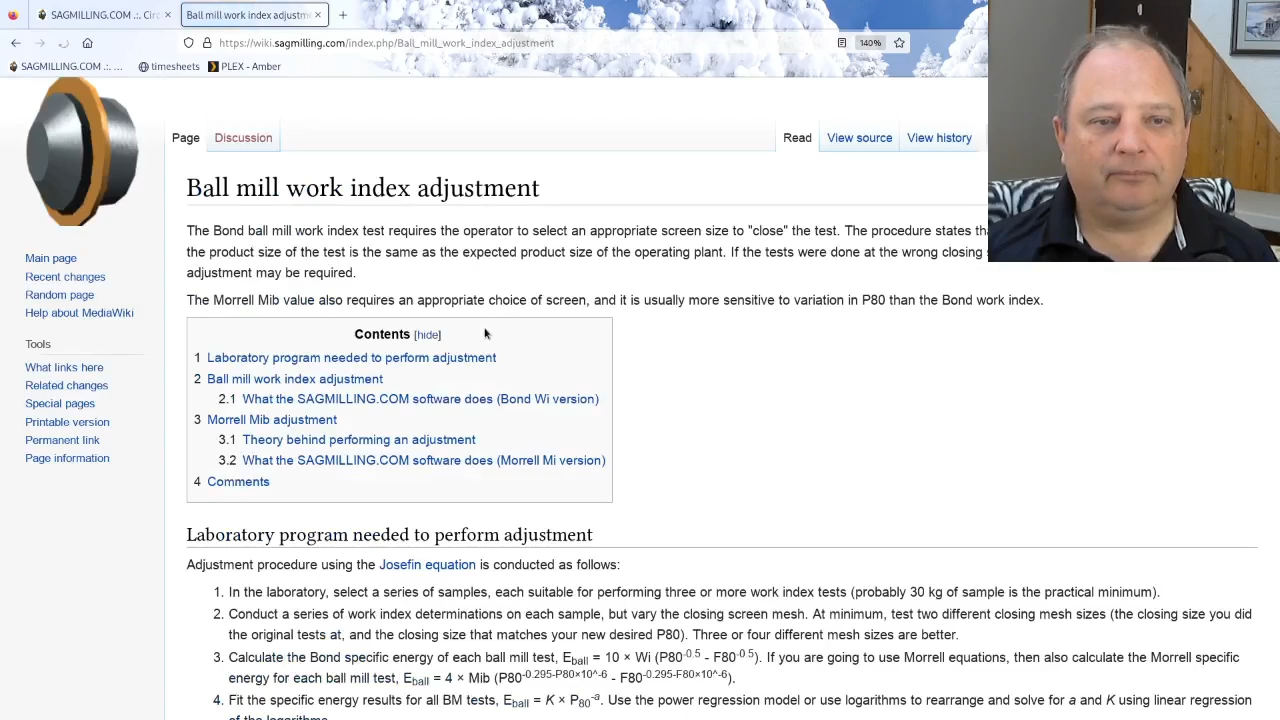 SAGMILLING.COM :. Circ
Ball mill work index adjustm
https://wiki.sagmilling.com/index.php/Ball_mill_work_index_adjustment
140%
SAGMILLING.COM :. ...
timesheets
PLEX - Amber
Page
Discussion
Read
View source
View history
Ball mill work index adjustment
The Bond ball mill work index test requires the operator to select an appropriate screen size to "close" the test. The procedure states tha
the product size of the test is the same as the expected product size of the operating plant. If the tests were done at the wrong closing
adjustment may be required.
The Morrell Mib value also requires an appropriate choice of screen, and it is usually more sensitive to variation in P80 than the Bond work index.
Main page
Recent changes
Random page
Help about MediaWiki
Tools
What links here
Related changes
Special pages
Printable version
Permanent link
Page information
Contents [hide]
1 Laboratory program needed to perform adjustment
2 Ball mill work index adjustment
2.1 What the SAGMILLING.COM software does (Bond Wi version)
3 Morrell Mib adjustment
3.1 Theory behind performing an adjustment
3.2 What the SAGMILLING.COM software does (Morrell Mi version)
4 Comments
Laboratory program needed to perform adjustment
Adjustment procedure using the Josefin equation is conducted as follows:
1. In the laboratory, select a series of samples, each suitable for performing three or more work index tests (probably 30 kg of sample is the practical minimum).
2. Conduct a series of work index determinations on each sample, but vary the closing screen mesh. At minimum, test two different closing mesh sizes (the closing size you did
the original tests at, and the closing size that matches your new desired P80). Three or four different mesh sizes are better.
3. Calculate the Bond specific energy of each ball mill test, Eball = 10 × Wi (P80-0.5 - F80-0.5). If you are going to use Morrell equations, then also calculate the Morrell specific
energy for each ball mill test, Eball = 4 × Mib (P80-0.295-P80×10^-6 - F80-0.295-F80×10^-6).
4. Fit the specific energy results for all BM tests, Eball = K × P80-a. Use the power regression model or use logarithms to rearrange and solve for a and K using linear regression
of the logarithms.